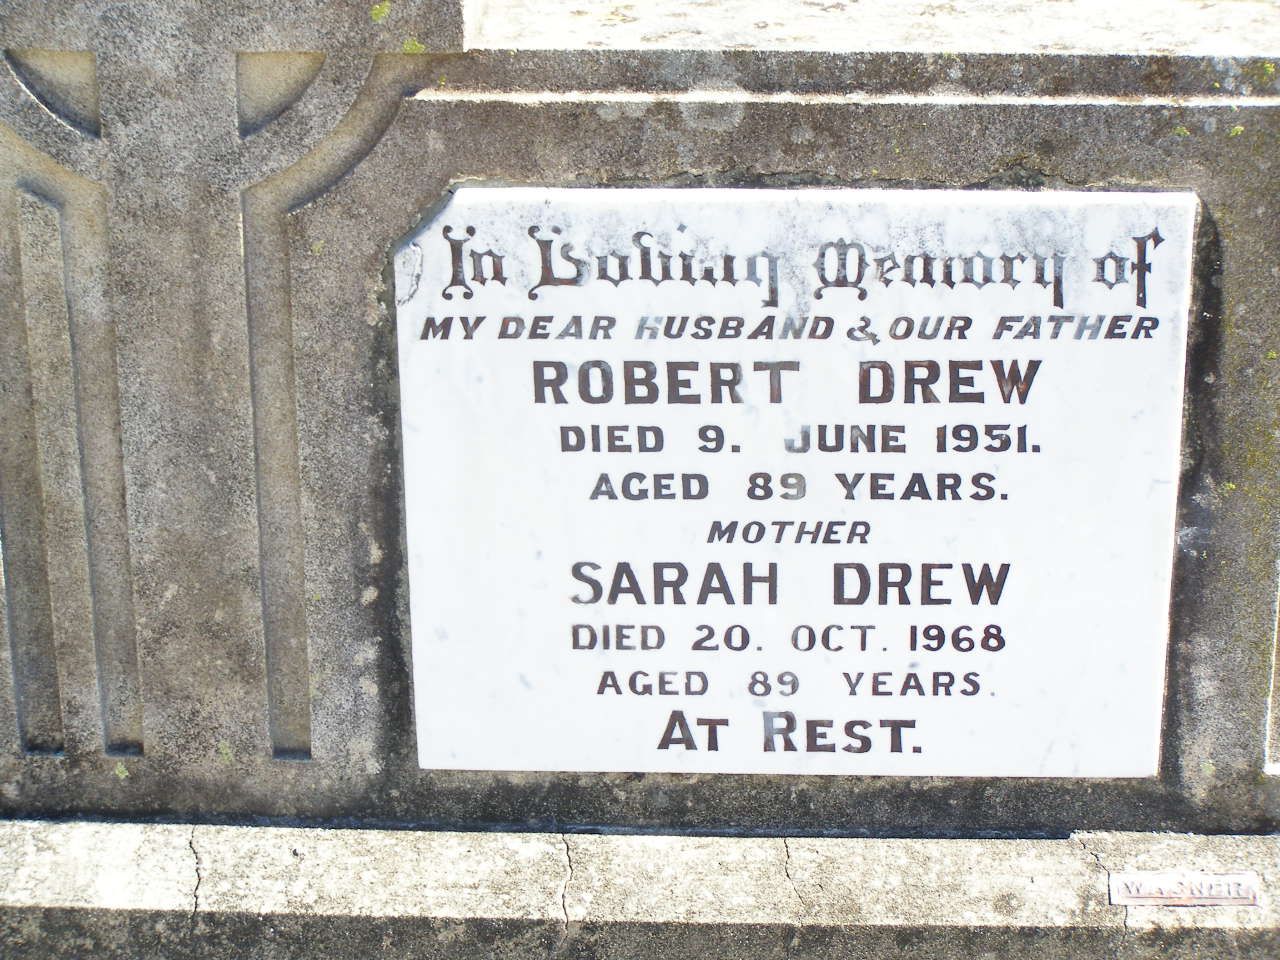 In Loving Memory of
MY DEAR HUSBAND & OUR FATHER
ROBERT DREW
DIED 9. JUNE 1951.
AGED 89 YEARS.
MOTHER
SARAH DREW
DIED 20. OCT. 1968
AGED 89 YEARS.
AT REST.
WAGNER